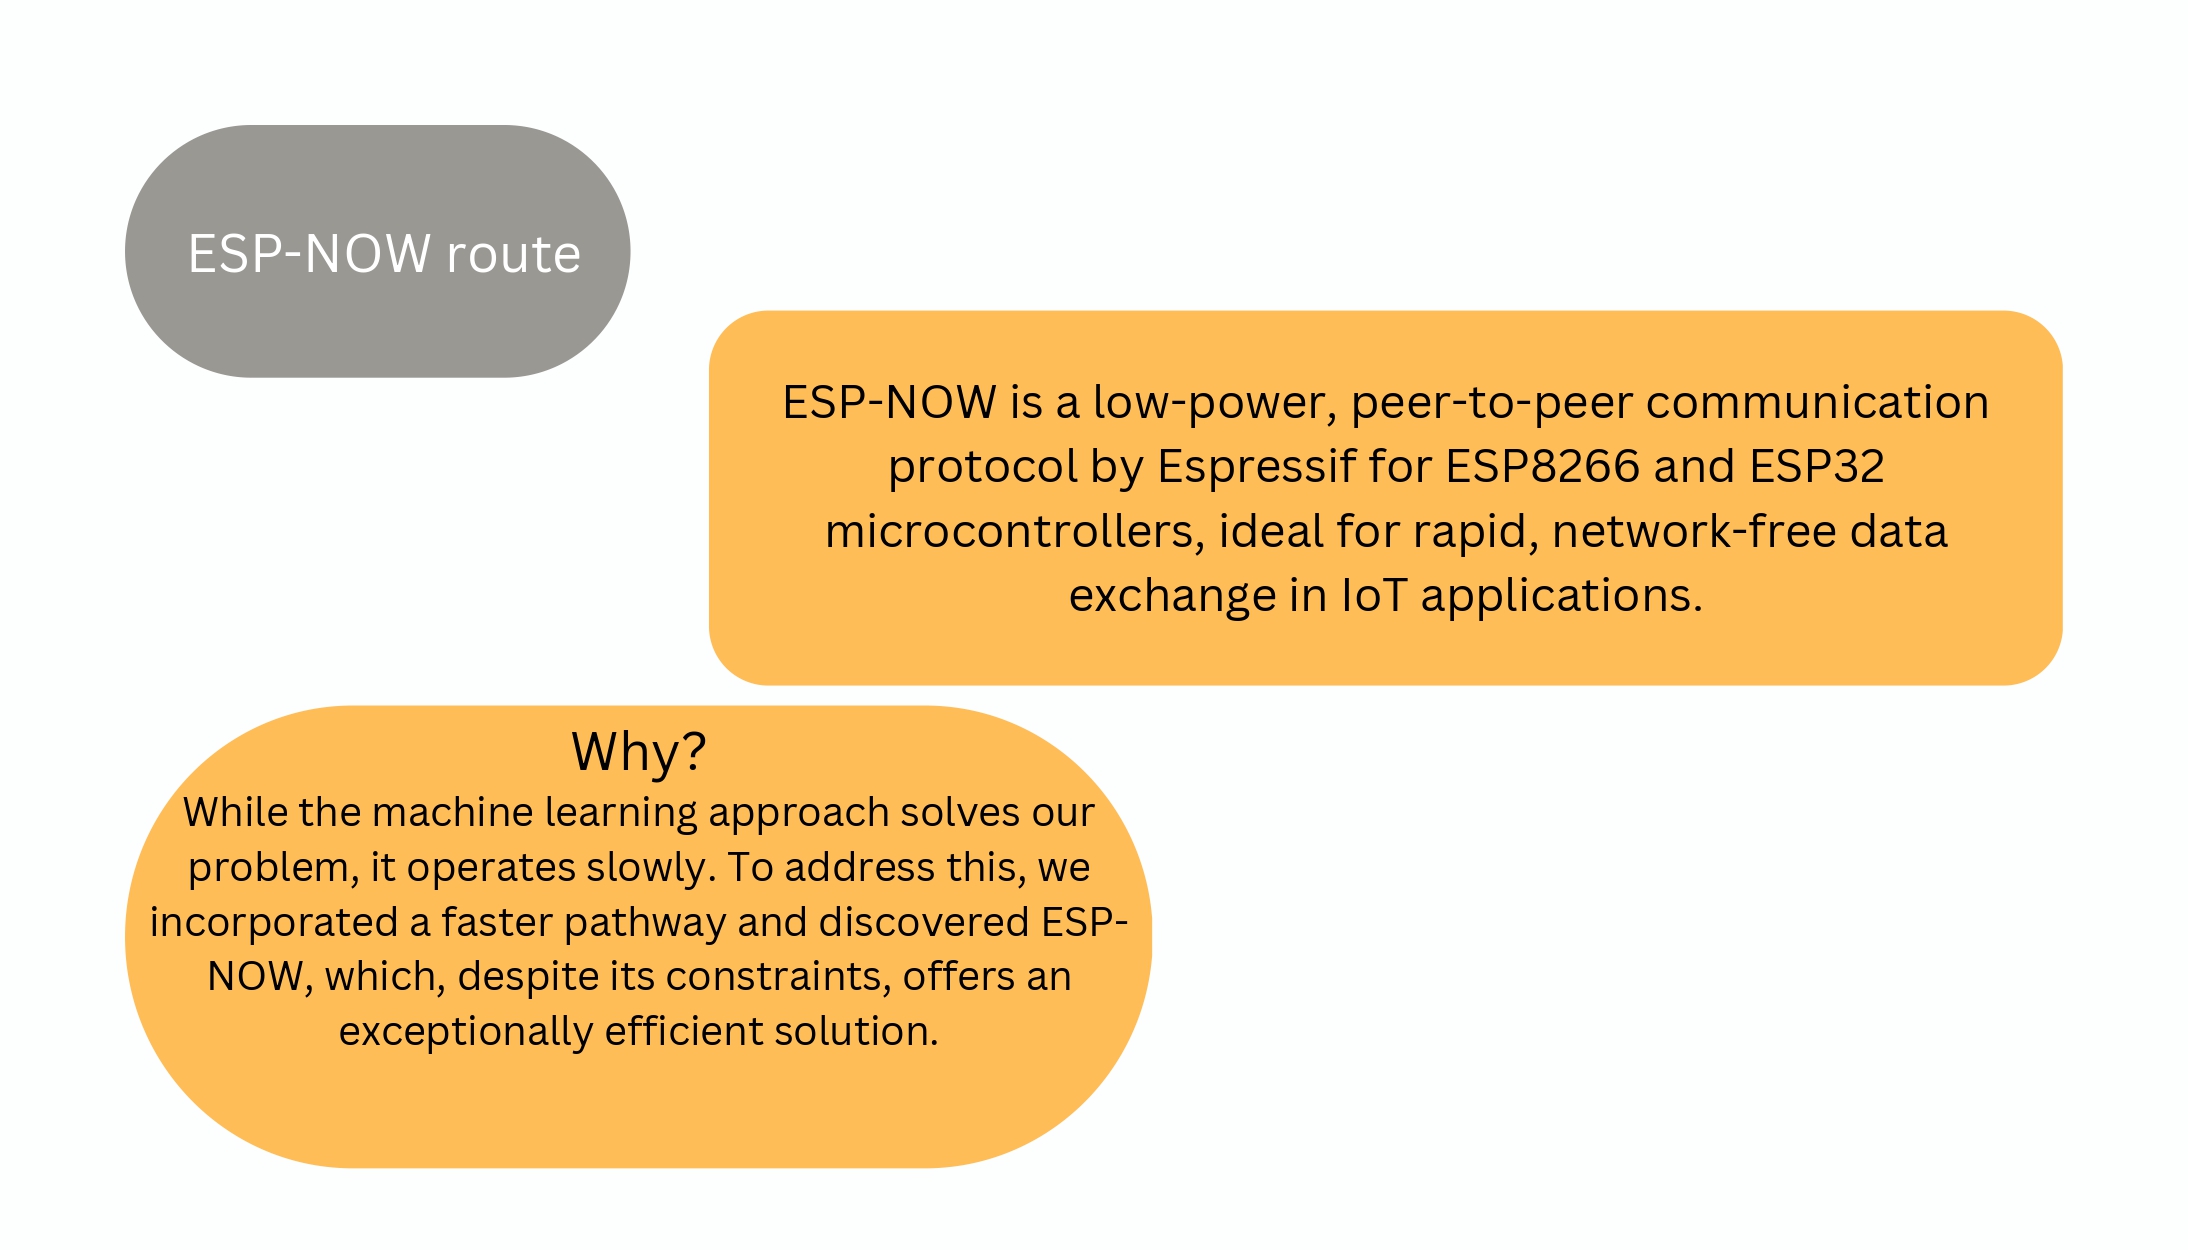 ESP-NOW route
ESP-NOW is a low-power, peer-to-peer communication
protocol by Espressif for ESP8266 and ESP32
microcontrollers, ideal for rapid, network-free data
exchange in IoT applications.
Why?
While the machine learning approach solves our
problem, it operates slowly. To address this, we
incorporated a faster pathway and discovered ESP-
NOW, which, despite its constraints, offers an
exceptionally efficient solution.